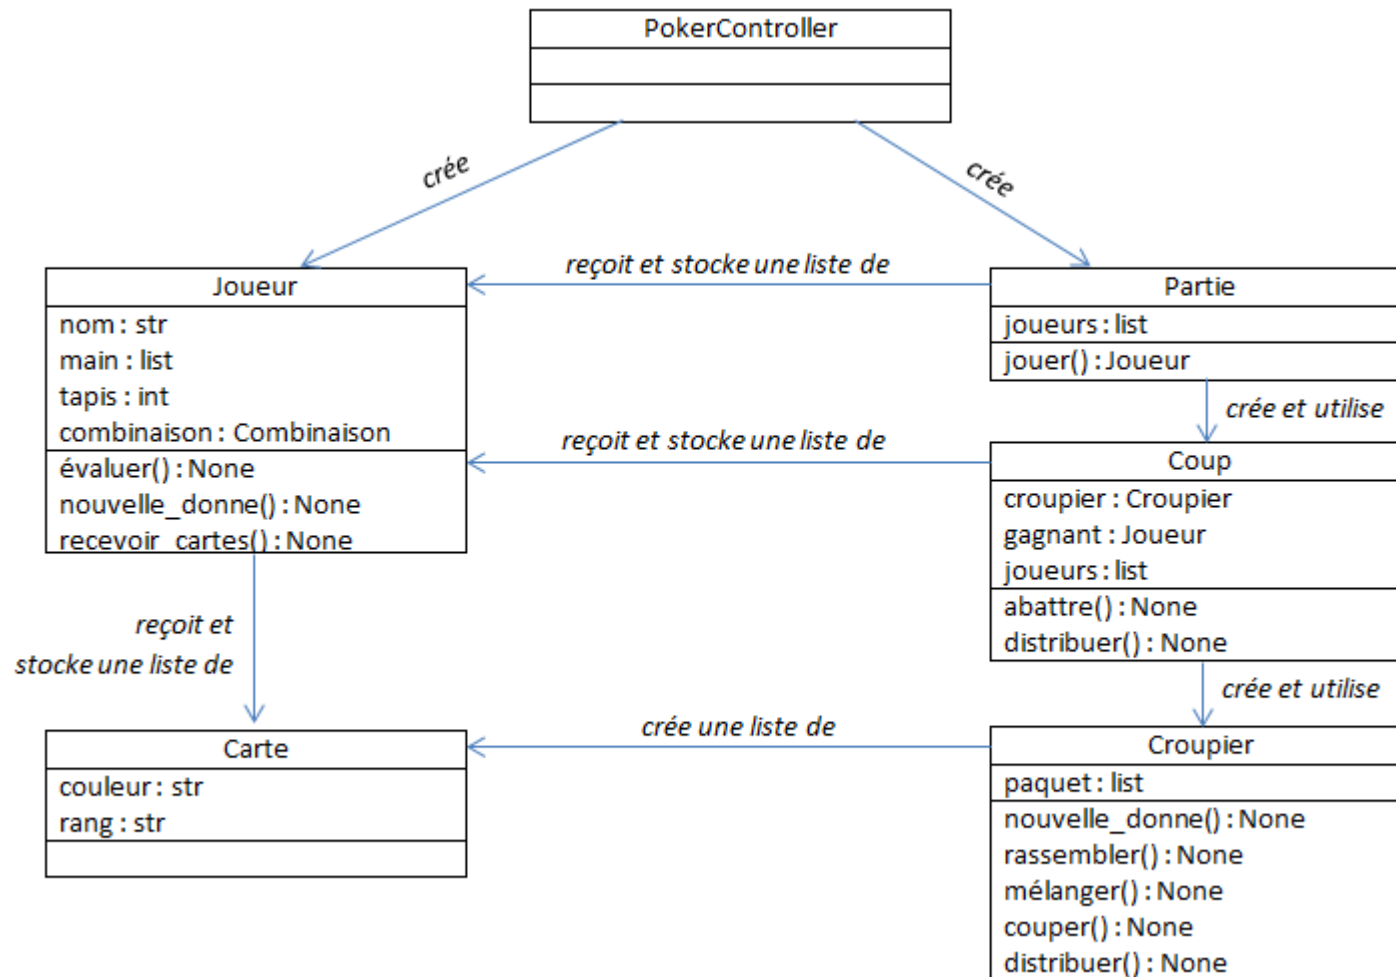 PokerController
crée
crée
reçoit et stocke une liste de
Joueur
nom : str
main : list
tapis : int
combinaison : Combinaison
évaluer() : None
nouvelle_donne() : None
recevoir_cartes() : None
Partie
joueurs : list
jouer() : Joueur
crée et utilise
reçoit et stocke une liste de
Coup
croupier : Croupier
gagnant : Joueur
joueurs : list
abattre() : None
distribuer() : None
reçoit et
stocke une liste de
crée et utilise
crée une liste de
Carte
couleur : str
rang : str
Croupier
paquet : list
nouvelle_donne() : None
rassembler() : None
mélanger() : None
couper() : None
distribuer() : None